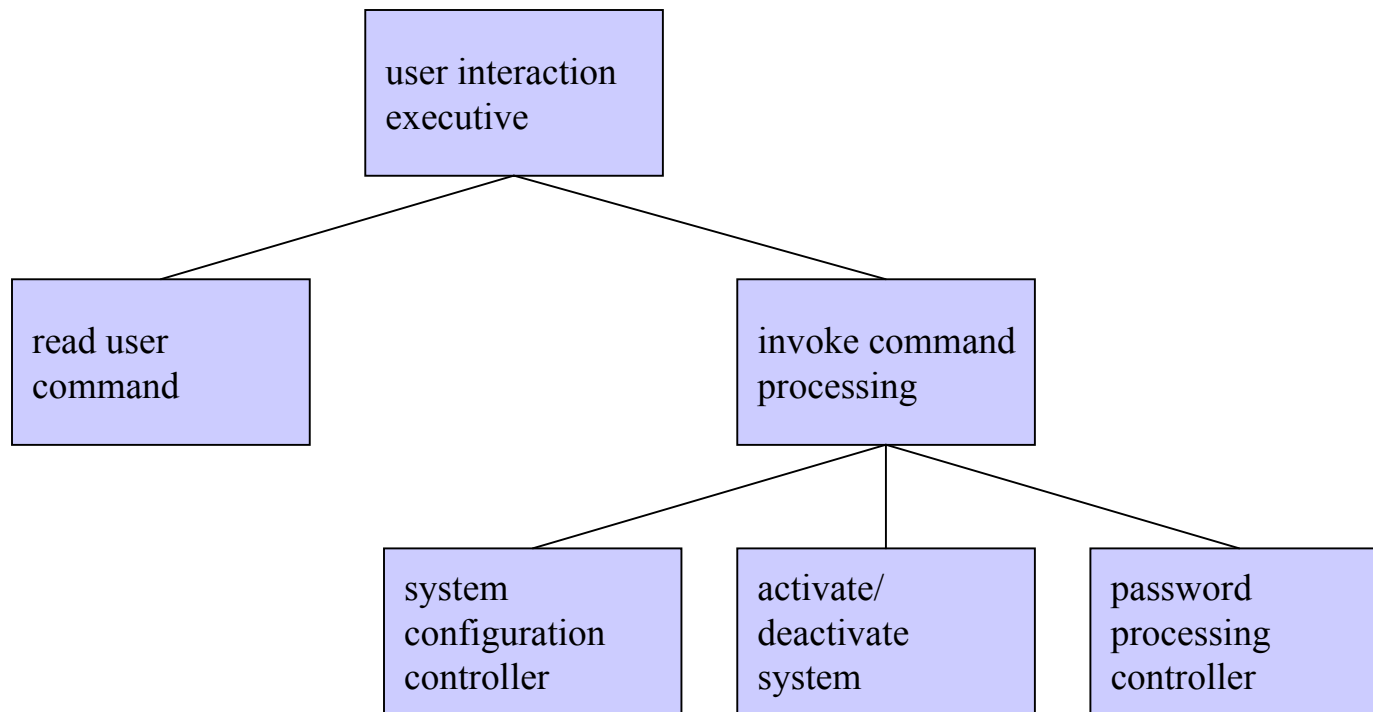 user interaction
executive
read user
command
invoke command
processing
system
configuration
controller
activate/
deactivate
system
password
processing
controller